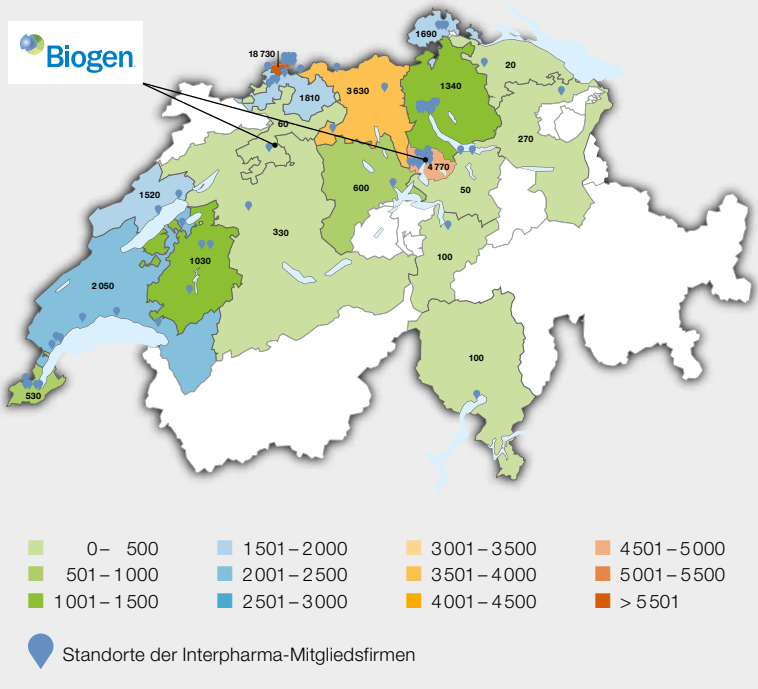 Biogen
1690
18 730
20
1340
3 630
1810
60
270
4 770
600
50
1520
330
100
1030
2 050
100
530
0 – 500
1 501 – 2 000
3 001 – 3 500
4 501 – 5 000
501 – 1 000
2 001 – 2 500
3 501 – 4 000
5 001 – 5 500
1 001 – 1 500
2 501 – 3 000
4 001 – 4 500
> 5 501
Standorte der Interpharma-Mitgliedsfirmen